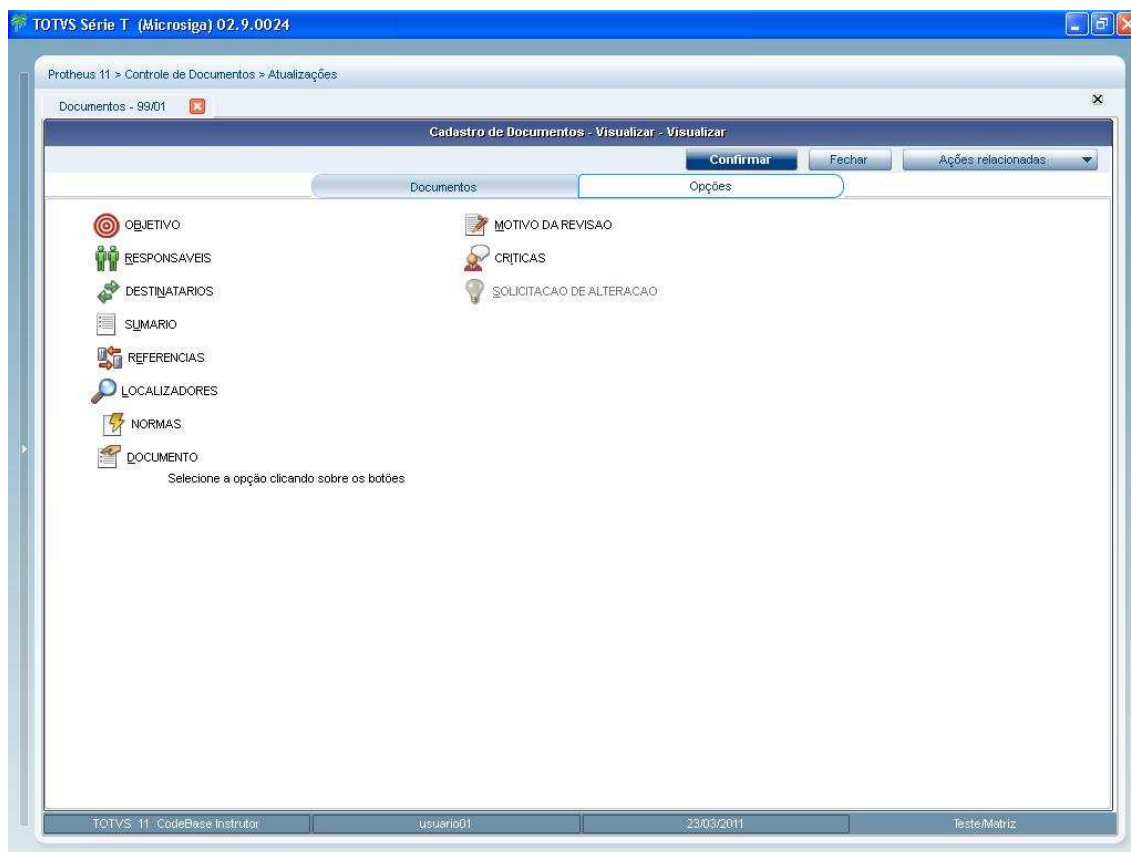 TOTVS Série T (Microsiga) 02.9.0024
Protheus 11 > Controle de Documentos > Atualizações
Documentos - 99/01
Cadastro de Documentos - Visualizar - Visualizar
Confirmar Fechar Ações relacionadas
Documentos Opções
OBJETIVO MOTIVO DA REVISAO
RESPONSAVEIS CRITICAS
DESTINATARIOS SOLICITACAO DE ALTERACAO
SUMARIO
REFERENCIAS
LOCALIZADORES
NORMAS
DOCUMENTO
Selecione a opção clicando sobre os botões
TOTVS 11 CodeBase Instrutor usuario01 23/03/2011 Teste/Matriz